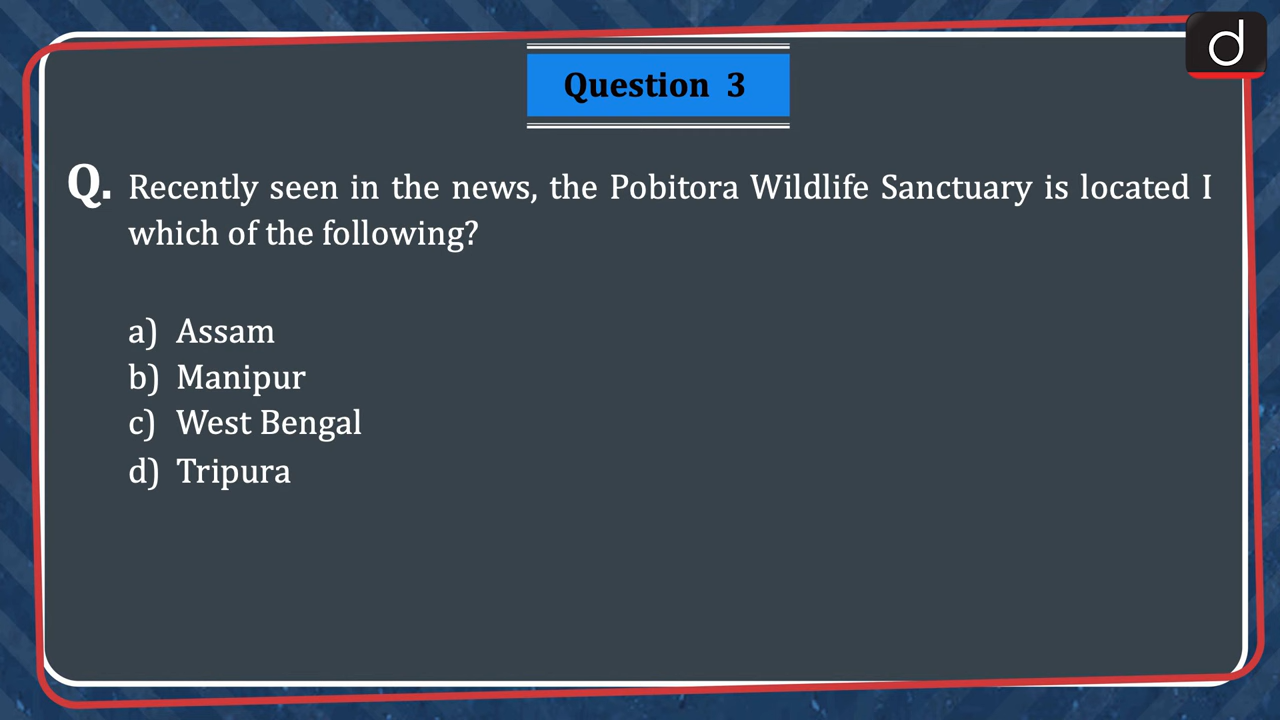 d
Question 3
Q. Recently seen in the news, the Pobitora Wildlife Sanctuary is located I
which of the following?
a) Assam
b) Manipur
c) West Bengal
d) Tripura